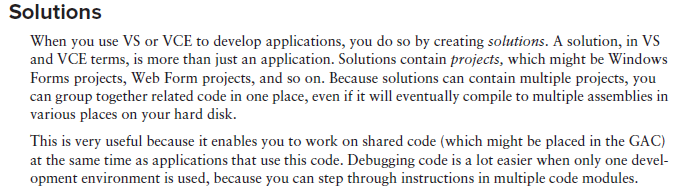 Solutions
When you use VS or VCE to develop applications, you do so by creating solutions. A solution, in VS
and VCE terms, is more than just an application. Solutions contain projects, which might be Windows
Forms projects, Web Form projects, and so on. Because solutions can contain multiple projects, you
can group together related code in one place, even if it will eventually compile to multiple assemblies in
various places on your hard disk.
This is very useful because it enables you to work on shared code (which might be placed in the GAC)
at the same time as applications that use this code. Debugging code is a lot easier when only one devel-
opment environment is used, because you can step through instructions in multiple code modules.